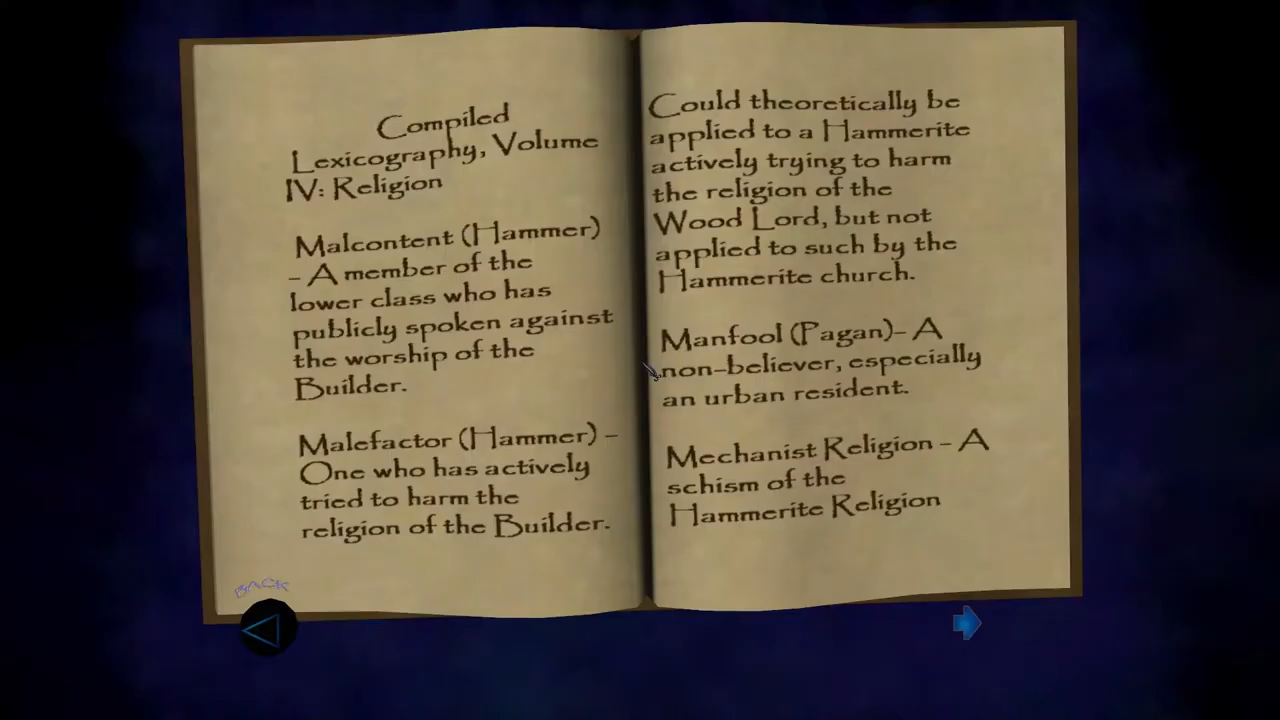 Compiled
Lexicography, Volume
IV: Religion
Malcontent (Hammer)
- A member of the
lower class who has
publicly spoken against
the worship of the
Builder.
Malefactor (Hammer) -
One who has actively
tried to harm the
religion of the Builder.
Could theoretically be
applied to a Hammerite
actively trying to harm
the religion of the
Wood Lord, but not
applied to such by the
Hammerite church.
Manfool (Pagan)- A
non-believer, especially
an urban resident.
Mechanist Religion - A
schism of the
Hammerite Religion
BACK